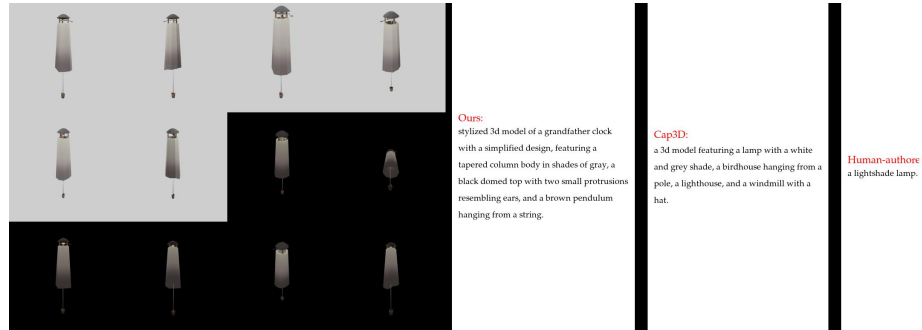 Ours:
stylized 3d model of a grandfather clock
with a simplified design, featuring a
tapered column body in shades of gray, a
black domed top with two small protrusions
resembling ears, and a brown pendulum
hanging from a string.
Cap3D:
a 3d model featuring a lamp with a white
and grey shade, a birdhouse hanging from a
pole, a lighthouse, and a windmill with a
hat.
Human-authore
a lightshade lamp.